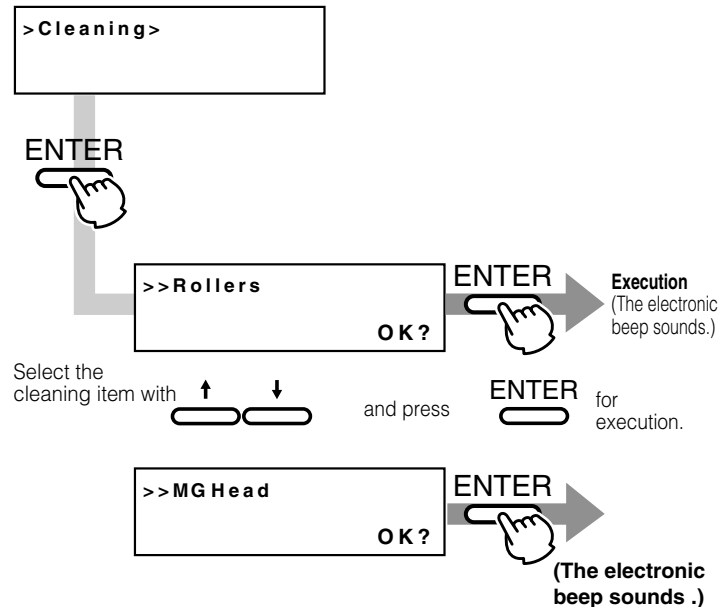 >Cleaning>
ENTER
>>Rollers
OK?
ENTER
Execution
(The electronic
beep sounds.)
Select the
cleaning item with ↑ ↓ and press ENTER for
execution.
>>MG Head
OK?
ENTER
(The electronic
beep sounds .)